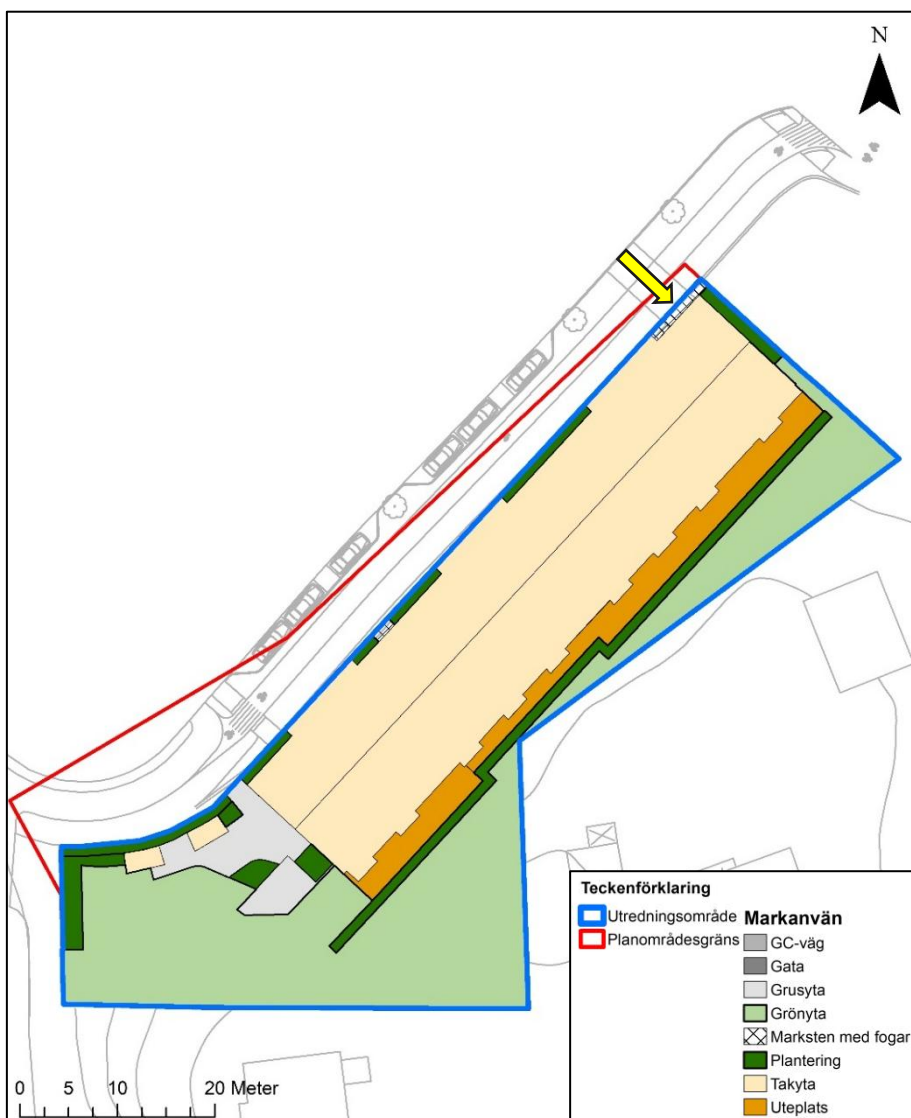 N
Teckenförklaring
Utredningsområde
Planområdesgräns
Markanvän
GC-väg
Gata
Grusyta
Grönyta
Marksten med fogar
Plantering
Takyta
Uteplats
0 5 10 20 Meter